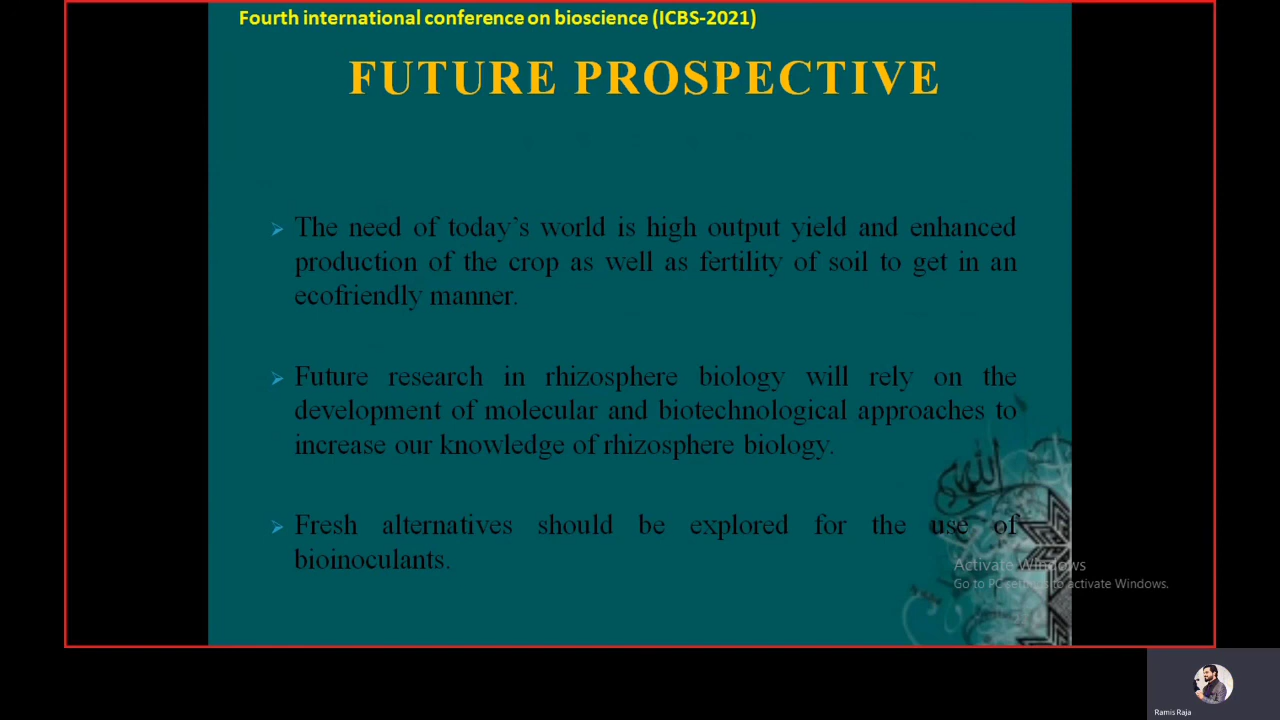 Fourth international conference on bioscience (ICBS-2021)
FUTURE PROSPECTIVE
The need of today's world is high output yield and enhanced
production of the crop as well as fertility of soil to get in an
ecofriendly manner.
Future research in rhizosphere biology will rely on the
development of molecular and biotechnological approaches to
increase our knowledge of rhizosphere biology.
Fresh alternatives should be explored for the use of
bioinoculants.
الله
Activate Windows
Go to PC settings to activate Windows.
Ramis Raja